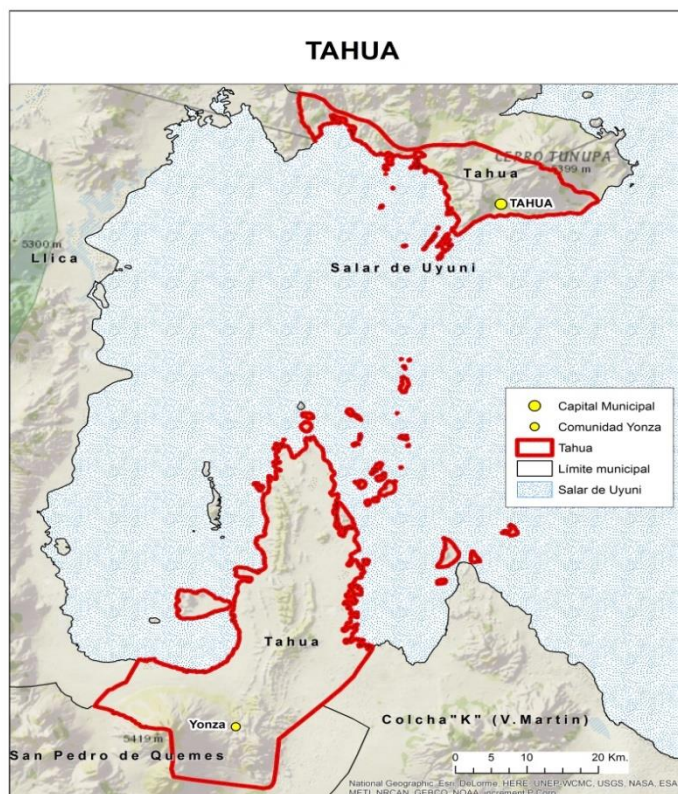 TAHUA
CERRO TUNUPA
Tahua
TAHUA
5300 m
Llica
Salar de Uyuni
Capital Municipal
Comunidad Yonza
Tahua
Límite municipal
Salar de Uyuni
Tahua
Yonza
Colcha"K" (V.Martin)
5419 m
San Pedro de Quemes
0 10 20 Km.
National Geographic, Esri, DeLorme, HERE, UNEP-WCMC, USGS, NASA, ESA,
METI, NRCAN, GEBCO, NOAA, increment P Corp.